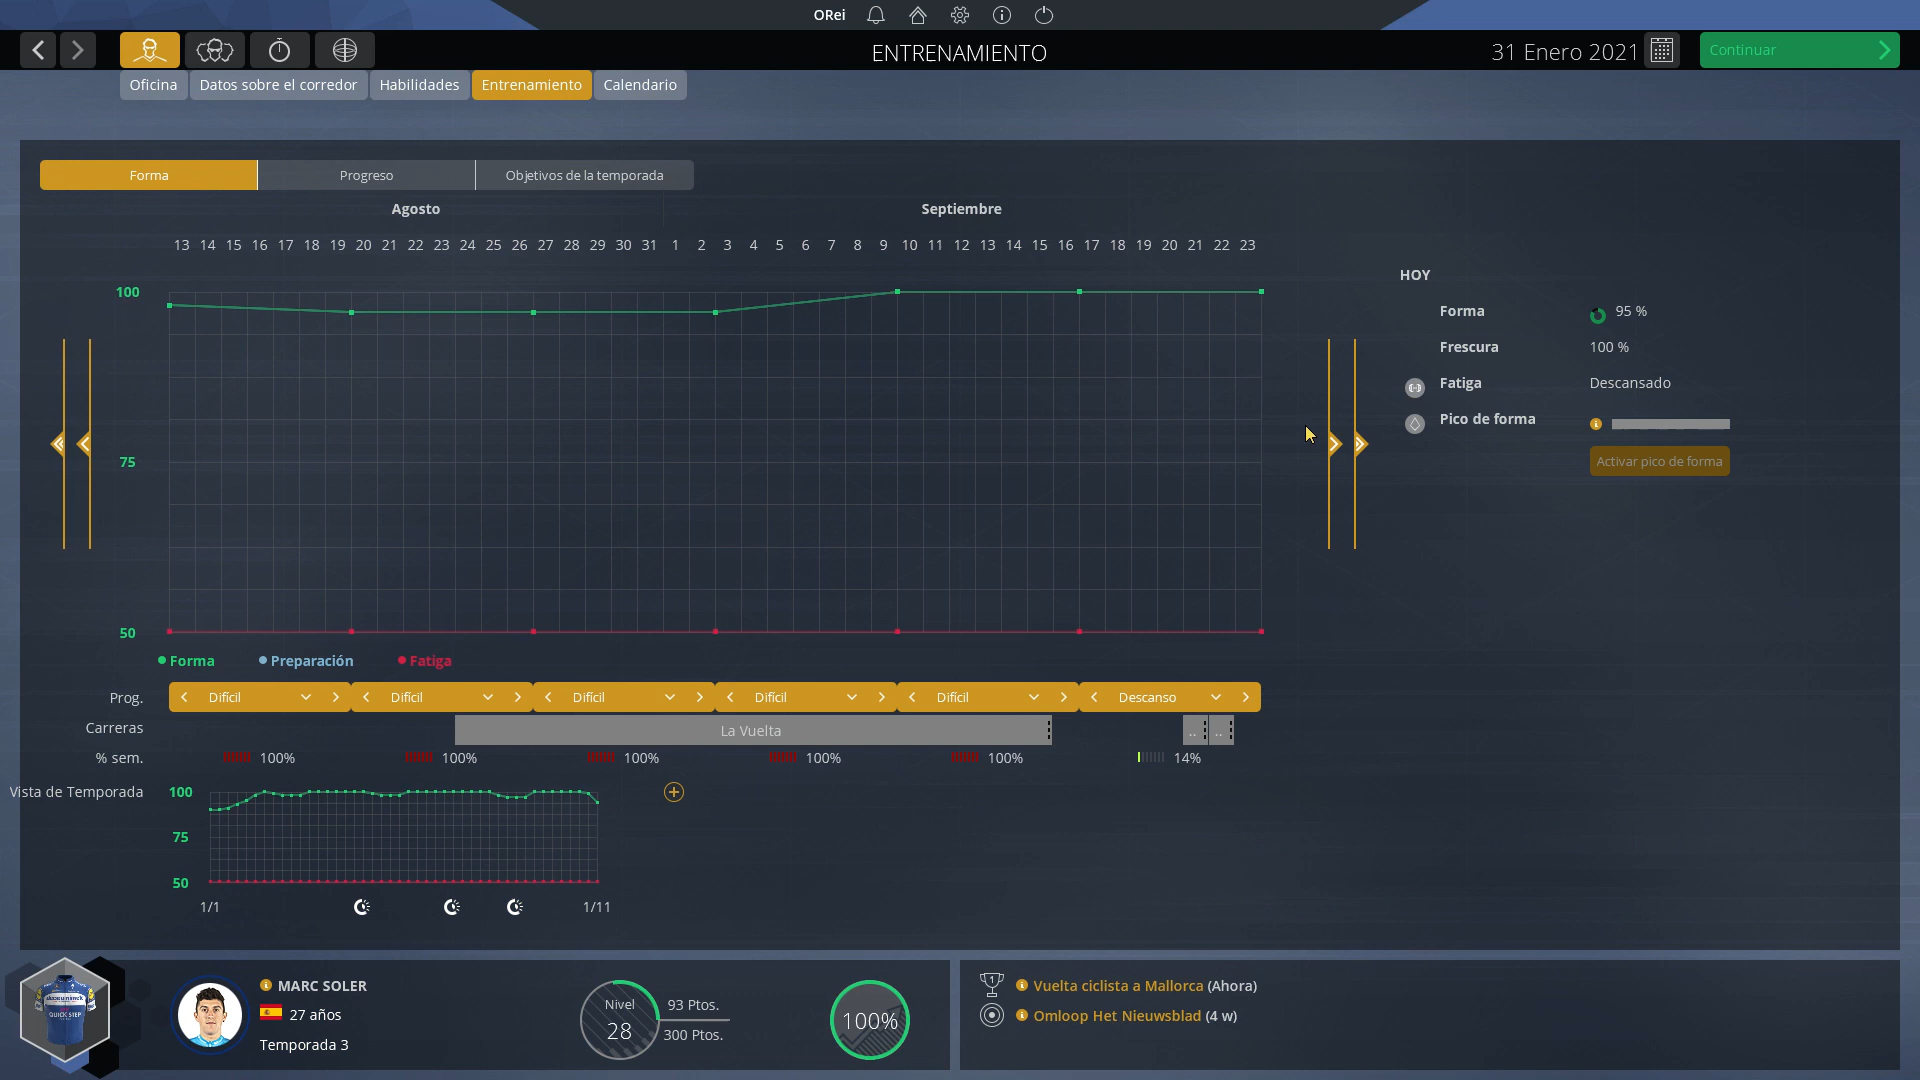 ORei
ENTRENAMIENTO
31 Enero 2021
Continuar
Oficina
Datos sobre el corredor
Habilidades
Entrenamiento
Calendario
Forma
Progreso
Objetivos de la temporada
Agosto
Septiembre
13 14 15 16 17 18 19 20 21 22 23 24 25 26 27 28 29 30 31 1 2 3 4 5 6 7 8 9 10 11 12 13 14 15 16 17 18 19 20 21 22 23
100
75
50
HOY
Forma 95 %
Frescura 100 %
Fatiga Descansado
Pico de forma
Activar pico de forma
Forma Preparación Fatiga
Prog. Difícil Difícil Difícil Difícil Difícil Descanso
Carreras La Vuelta .. ..
% sem. 100% 100% 100% 100% 100% 14%
Vista de Temporada 100
75
50
1/1 1/11
QUICK STEP
MARC SOLER
27 años
Temporada 3
Nivel
28
93 Ptos.
300 Ptos.
100%
1
Vuelta ciclista a Mallorca (Ahora)
Omloop Het Nieuwsblad (4 w)